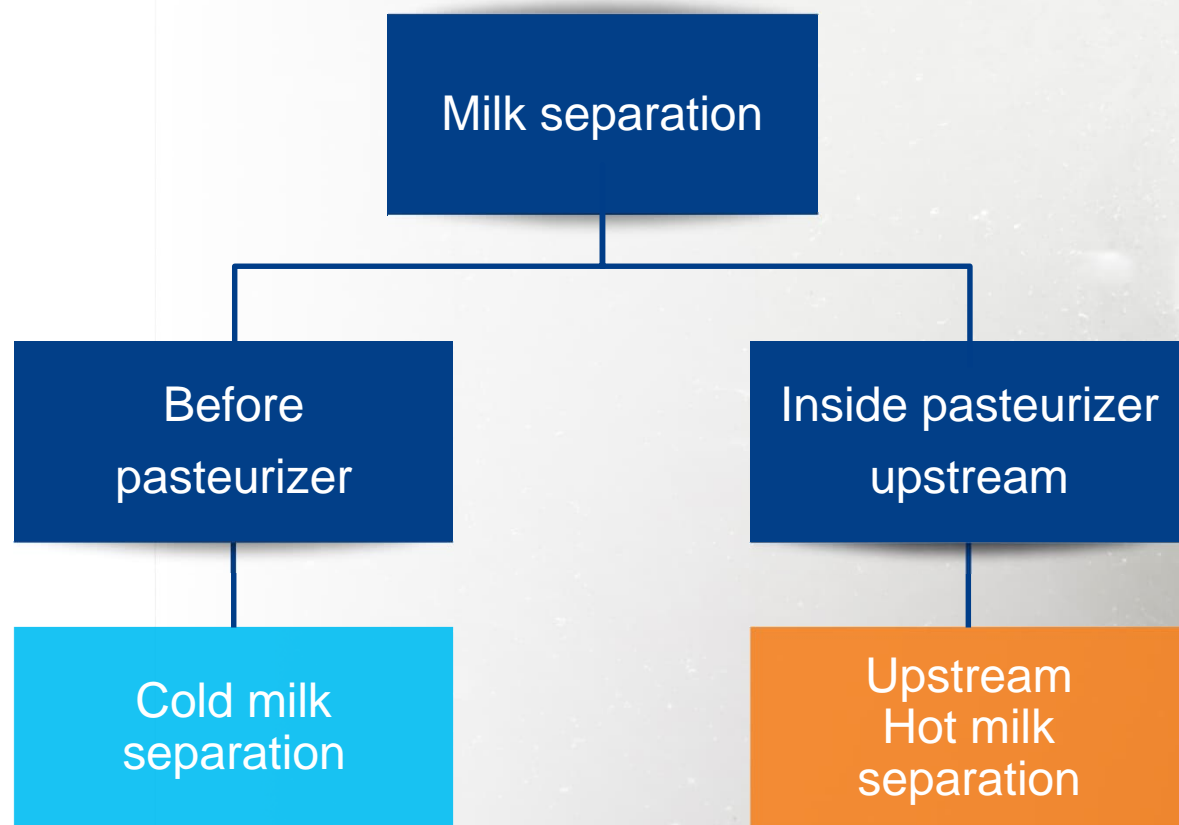 Milk separation
Before
pasteurizer
Inside pasteurizer
upstream
Cold milk
separation
Upstream
Hot milk
separation